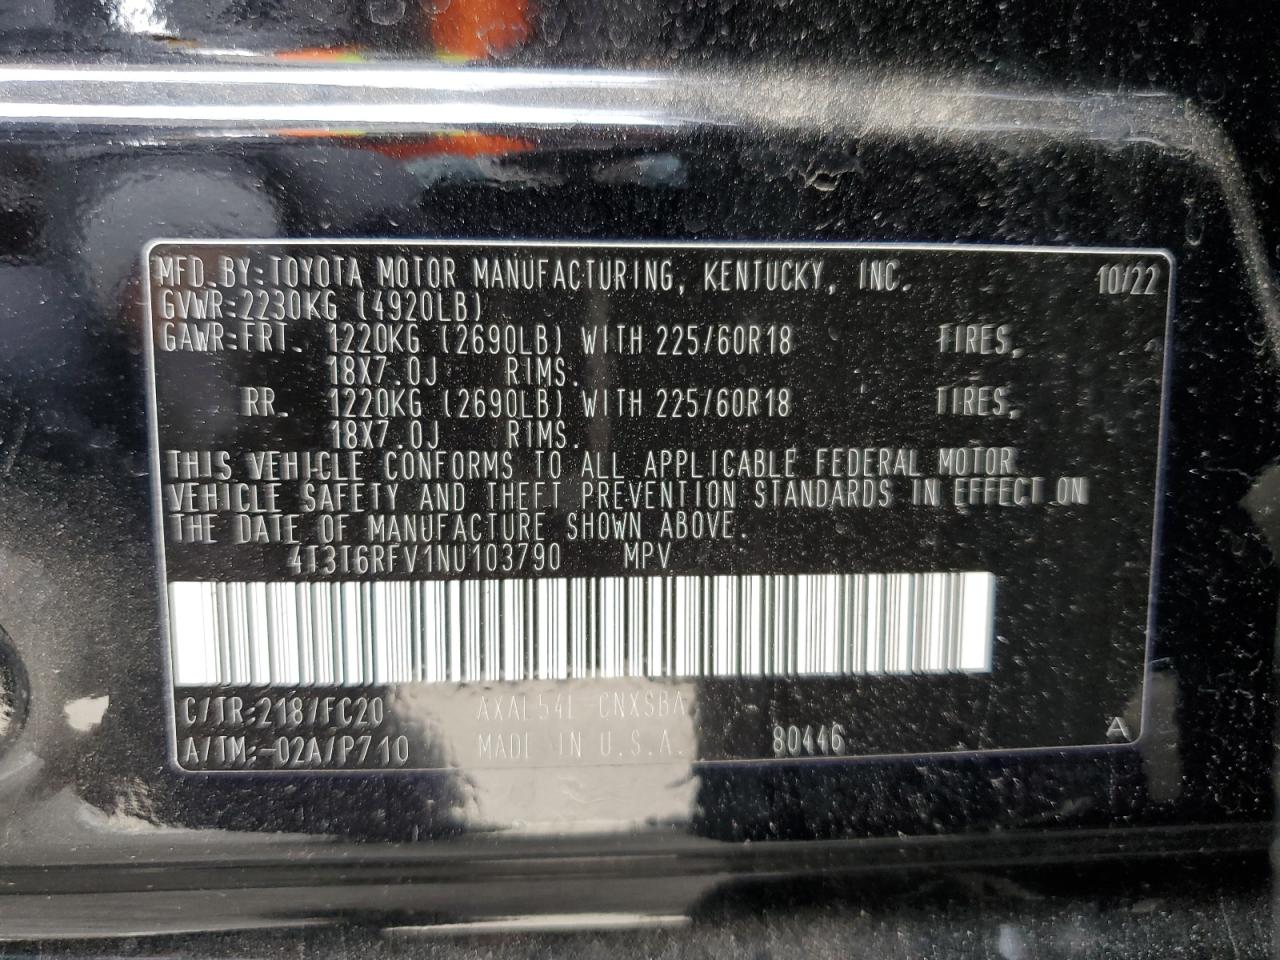 MFD.BY:TOYOTA MOTOR MANUFACTURING, KENTUCKY, INC. 10/22
GVWR:2230KG (4920LB)
GAWR:FRT. 1220KG (2690LB) WITH 225/60R18 TIRES,
18X7.0J RIMS.
RR. 1220KG (2690LB) WITH 225/60R18 TIRES,
18X7.0J RIMS.
THIS VEHICLE CONFORMS TO ALL APPLICABLE FEDERAL MOTOR
VEHICLE SAFETY AND THEFT PREVENTION STANDARDS IN EFFECT ON
THE DATE OF MANUFACTURE SHOWN ABOVE.
4T3T6RFV1NU103790 MPV
C/TR:218/FC20 AXAL54L-CNXSBA
A/TM:-02A/P710 MADE IN U.S.A. 80446 A